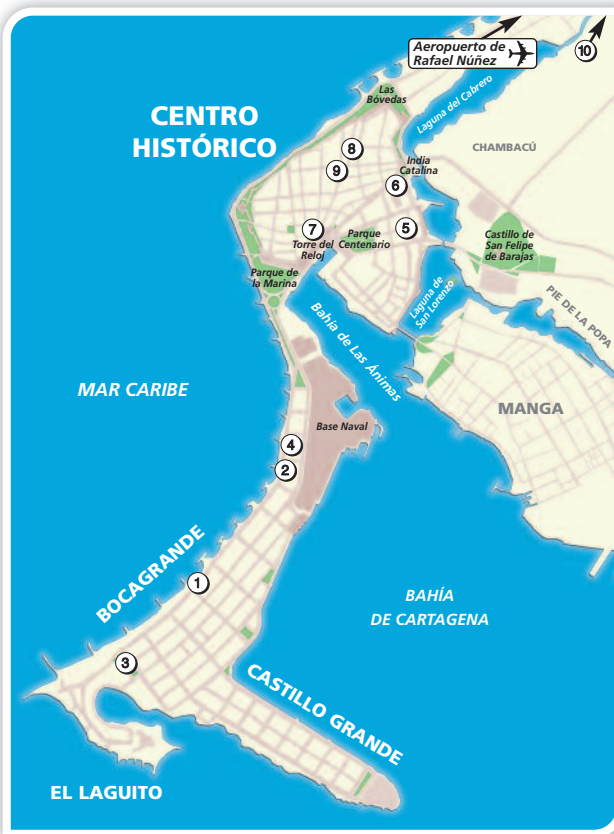 Aeropuerto de
Rafael Núñez
10
Las
Bóvedas
Laguna del Cabrero
CENTRO
HISTÓRICO
8
CHAMBACÚ
9
India
Catalina
6
7
5
Torre del
Reloj
Parque
Centenario
Castillo de
San Felipe
de Barajas
Parque de
la Marina
Laguna de
San Lorenzo
PIE DE LA POPA
Bahía de Las Ánimas
MAR CARIBE
MANGA
Base Naval
4
2
BOCAGRANDE
1
BAHÍA
DE CARTAGENA
3
CASTILLO GRANDE
EL LAGUITO